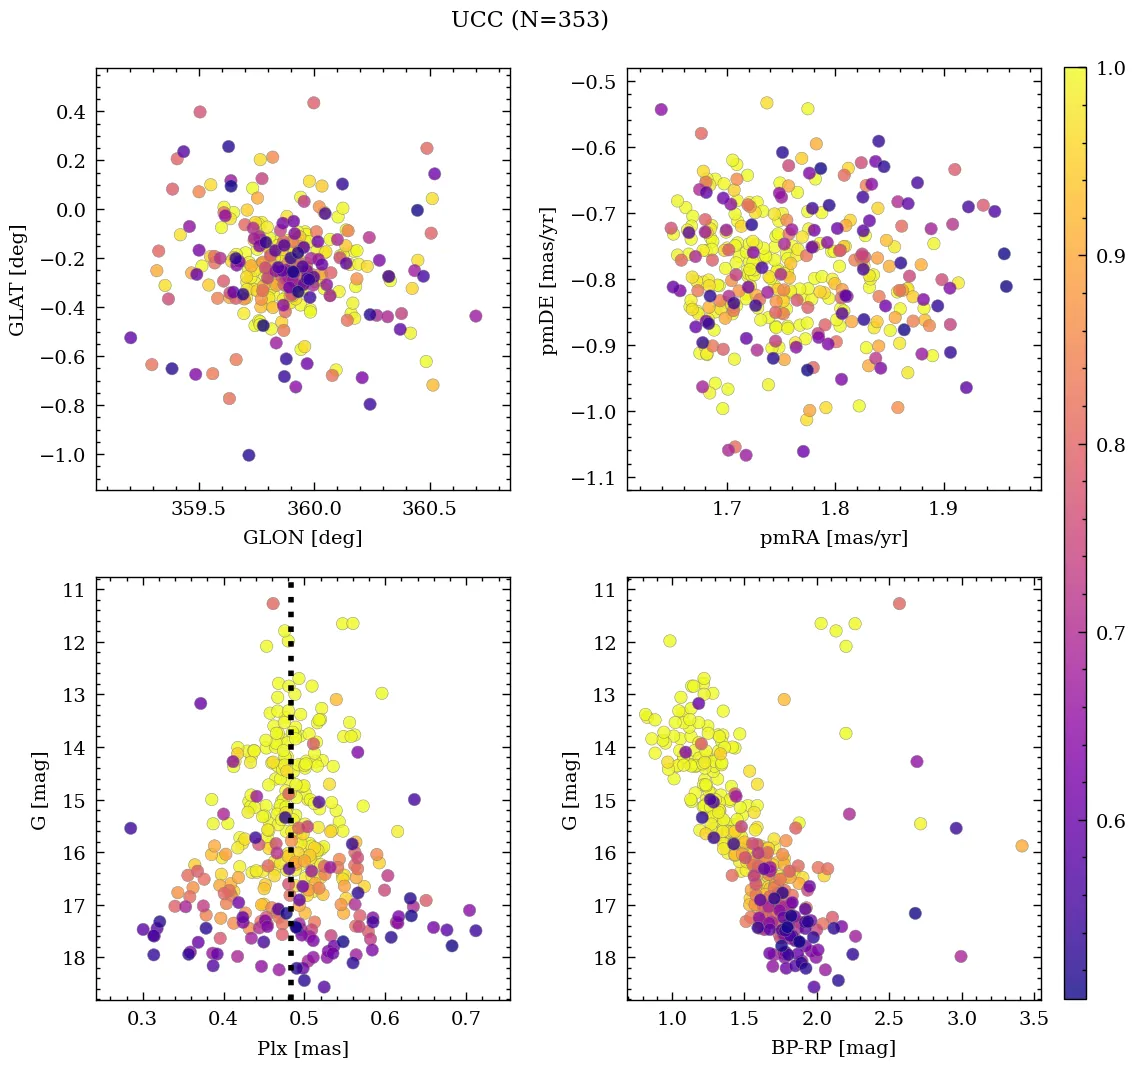 UCC (N=353)
0.4
0.2
0.0
−0.2
−0.4
−0.6
−0.8
−1.0
GLAT [deg]
359.5 360.0 360.5
GLON [deg]
−0.5
−0.6
−0.7
−0.8
−0.9
−1.0
−1.1
pmDE [mas/yr]
1.7 1.8 1.9
pmRA [mas/yr]
1.0
0.9
0.8
0.7
0.6
11
12
13
14
15
16
17
18
G [mag]
0.3 0.4 0.5 0.6 0.7
Plx [mas]
11
12
13
14
15
16
17
18
G [mag]
1.0 1.5 2.0 2.5 3.0 3.5
BP-RP [mag]